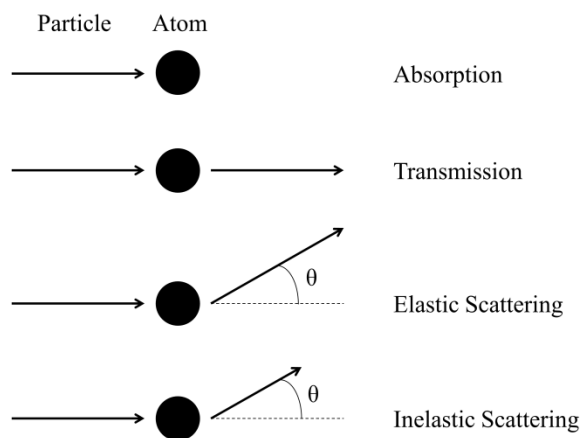 Particle Atom
Absorption
Transmission
θ
Elastic Scattering
θ
Inelastic Scattering